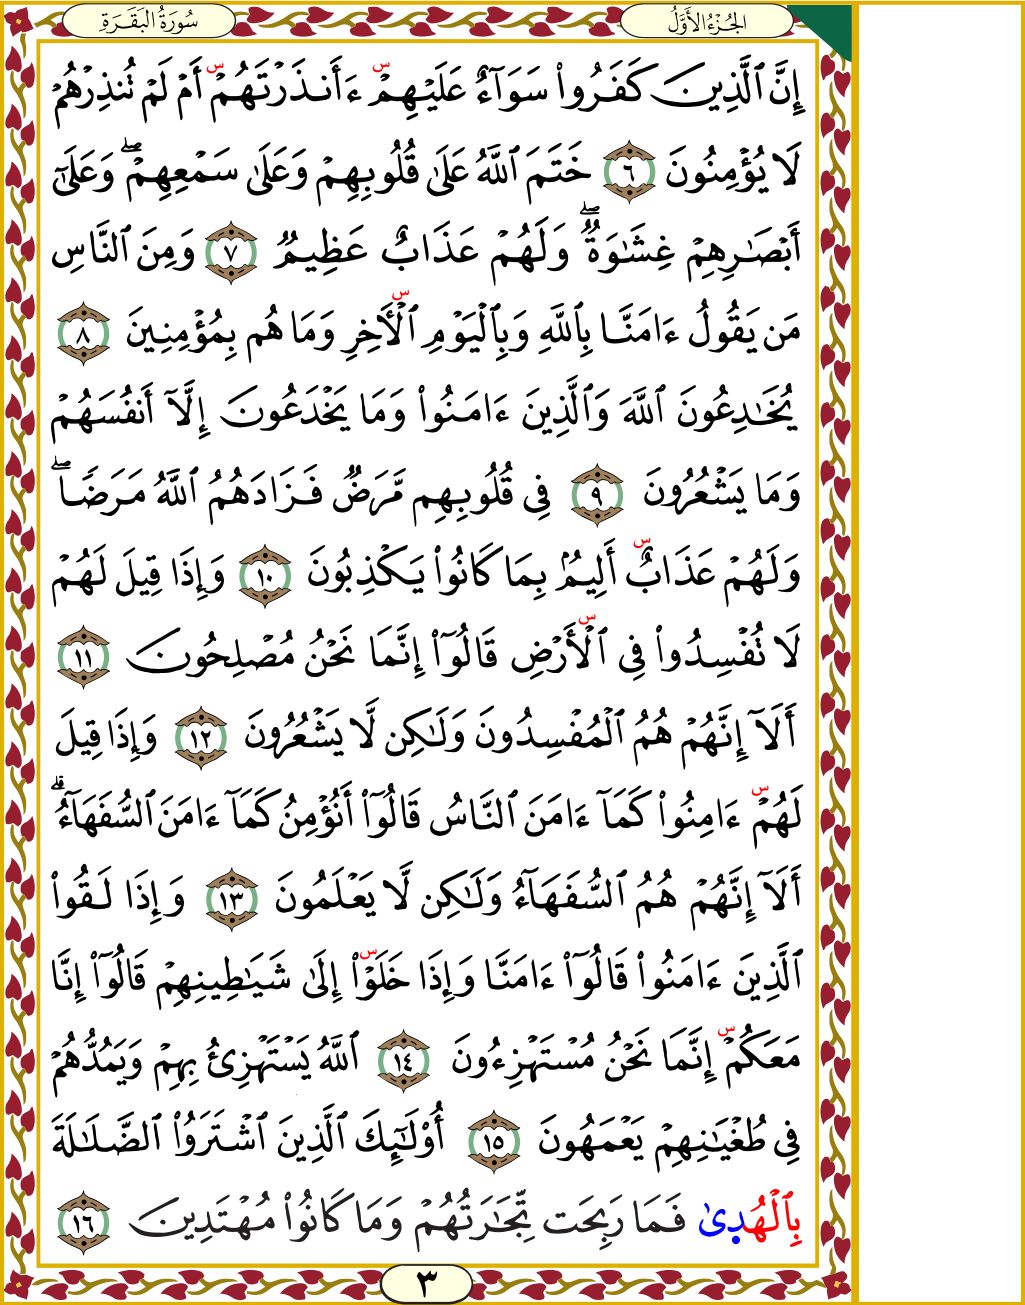 الجُزْءُ الأَوَّلُ
سُورَةُ البَقَرَةِ
إِنَّ ٱلَّذِينَ كَفَرُوا۟ سَوَآءٌ عَلَيْهِمْ ءَأَنذَرْتَهُمْ أَمْ لَمْ تُنذِرْهُمْ
لَا يُؤْمِنُونَ ٦ خَتَمَ ٱللَّهُ عَلَىٰ قُلُوبِهِمْ وَعَلَىٰ سَمْعِهِمْۖ وَعَلَىٰٓ
أَبْصَـٰرِهِمْ غِشَـٰوَةٌۖ وَلَهُمْ عَذَابٌ عَظِيمٌ ٧ وَمِنَ ٱلنَّاسِ
مَن يَقُولُ ءَامَنَّا بِٱللَّهِ وَبِٱلْيَوْمِ ٱلْأَخِرِ وَمَا هُم بِمُؤْمِنِينَ ٨
يُخَـٰدِعُونَ ٱللَّهَ وَٱلَّذِينَ ءَامَنُوا۟ وَمَا يَخْدَعُونَ إِلَّآ أَنفُسَهُمْ
وَمَا يَشْعُرُونَ ٩ فِى قُلُوبِهِم مَّرَضٌ فَزَادَهُمُ ٱللَّهُ مَرَضًاۖ
وَلَهُمْ عَذَابٌ أَلِيمٌۢ بِمَا كَانُوا۟ يَكْذِبُونَ ١٠ وَإِذَا قِيلَ لَهُمْ
لَا تُفْسِدُوا۟ فِى ٱلْأَرْضِ قَالُوٓا۟ إِنَّمَا نَحْنُ مُصْلِحُونَ ١١
أَلَآ إِنَّهُمْ هُمُ ٱلْمُفْسِدُونَ وَلَـٰكِن لَّا يَشْعُرُونَ ١٢ وَإِذَا قِيلَ
لَهُمْ ءَامِنُوا۟ كَمَآ ءَامَنَ ٱلنَّاسُ قَالُوٓا۟ أَنُؤْمِنُ كَمَآ ءَامَنَ ٱلسُّفَهَآءُۗ
أَلَآ إِنَّهُمْ هُمُ ٱلسُّفَهَآءُ وَلَـٰكِن لَّا يَعْلَمُونَ ١٣ وَإِذَا لَقُوا۟
ٱلَّذِينَ ءَامَنُوا۟ قَالُوٓا۟ ءَامَنَّا وَإِذَا خَلَوْا۟ إِلَىٰ شَيَـٰطِينِهِمْ قَالُوٓا۟ إِنَّا
مَعَكُمْ إِنَّمَا نَحْنُ مُسْتَهْزِءُونَ ١٤ ٱللَّهُ يَسْتَهْزِئُ بِهِمْ وَيَمُدُّهُمْ
فِى طُغْيَـٰنِهِمْ يَعْمَهُونَ ١٥ أُو۟لَـٰٓئِكَ ٱلَّذِينَ ٱشْتَرَوُا۟ ٱلضَّلَـٰلَةَ
بِٱلْهُدِىٰ فَمَا رَبِحَت تِّجَـٰرَتُهُمْ وَمَا كَانُوا۟ مُهْتَدِينَ ١٦
٣